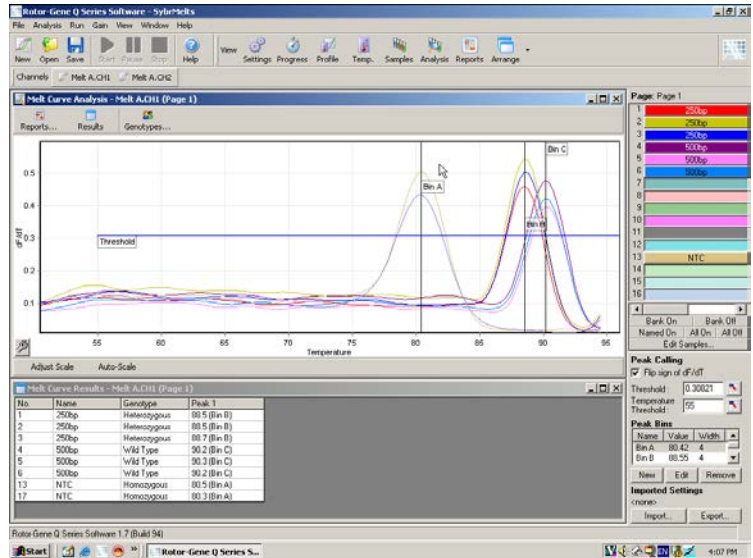 Rotor-Gene Q Series Software - SybrMelts
File Analysis Run Gain View Window Help
New Open Save Start Pause Stop Help View Settings Progress Profile Temp. Samples Analysis Reports Arrange
Channels Melt A.CH1 Melt A.CH2
Melt Curve Analysis - Melt A.CH1 (Page 1)
Reports... Results Genotypes...
Bin C
Bin A
Bin B
Threshold
dF/dT
0.5
0.4
0.3
0.2
0.1
55 60 65 70 75 80 85 90 95
Temperature
Adjust Scale Auto-Scale
Melt Curve Results - Melt A.CH1 (Page 1)
No. Name Genotype Peak 1
1 250bp Heterozygous 88.5 (Bin B)
2 250bp Heterozygous 88.5 (Bin B)
3 250bp Heterozygous 88.7 (Bin B)
4 500bp Wild Type 90.2 (Bin C)
5 500bp Wild Type 90.3 (Bin C)
6 500bp Wild Type 90.2 (Bin C)
13 NTC Homozygous 80.5 (Bin A)
17 NTC Homozygous 80.3 (Bin A)
Page: Page 1
1 250bp
2 250bp
3 250bp
4 500bp
5 500bp
6 500bp
7
8
9
10
11
12
13 NTC
14
15
16
Bank On Bank Off
Named On All On All Off
Edit Samples...
Peak Calling
Flip sign of dF/dT
Threshold : 0.30821
Temperature Threshold : 55
Peak Bins
Name Value Width
Bin A 80.42 4
Bin B 88.55 4
New Edit Remove
Imported Settings
<none>
Import... Export...
Rotor-Gene Q Series Software 1.7 (Build 94)
Start Rotor-Gene Q Series S... EN 4:07 PM